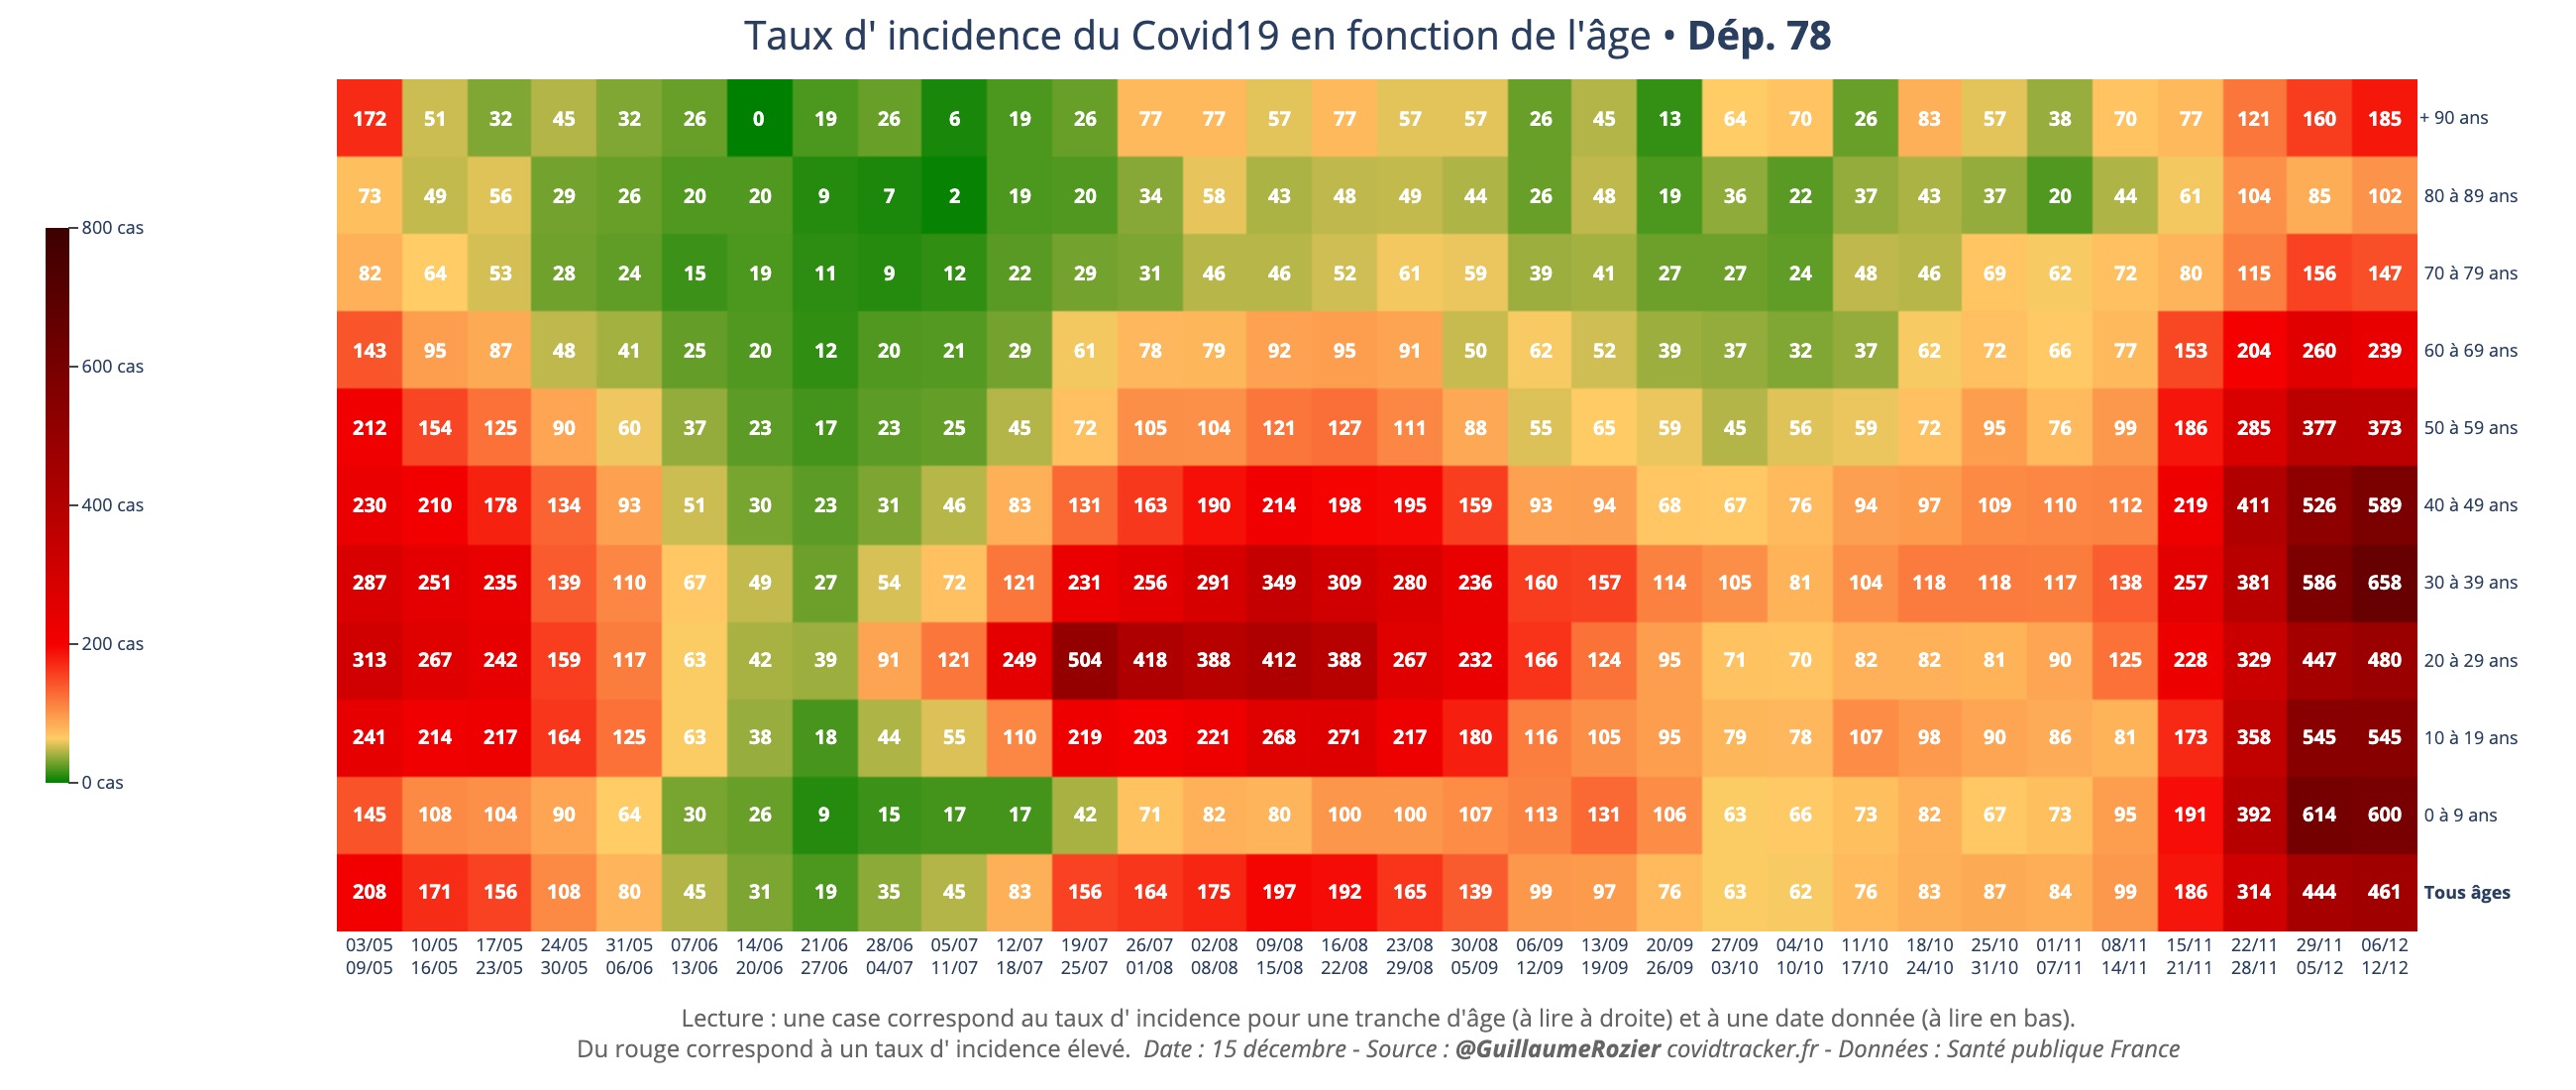 Taux d' incidence du Covid19 en fonction de l'âge • Dép. 78
800 cas
600 cas
400 cas
200 cas
0 cas
172 51 32 45 32 26 0 19 26 6 19 26 77 77 57 77 57 57 26 45 13 64 70 26 83 57 38 70 77 121 160 185 + 90 ans
73 49 56 29 26 20 20 9 7 2 19 20 34 58 43 48 49 44 26 48 19 36 22 37 43 37 20 44 61 104 85 102 80 à 89 ans
82 64 53 28 24 15 19 11 9 12 22 29 31 46 46 52 61 59 39 41 27 27 24 48 46 69 62 72 80 115 156 147 70 à 79 ans
143 95 87 48 41 25 20 12 20 21 29 61 78 79 92 95 91 50 62 52 39 37 32 37 62 72 66 77 153 204 260 239 60 à 69 ans
212 154 125 90 60 37 23 17 23 25 45 72 105 104 121 127 111 88 55 65 59 45 56 59 72 95 76 99 186 285 377 373 50 à 59 ans
230 210 178 134 93 51 30 23 31 46 83 131 163 190 214 198 195 159 93 94 68 67 76 94 97 109 110 112 219 411 526 589 40 à 49 ans
287 251 235 139 110 67 49 27 54 72 121 231 256 291 349 309 280 236 160 157 114 105 81 104 118 118 117 138 257 381 586 658 30 à 39 ans
313 267 242 159 117 63 42 39 91 121 249 504 418 388 412 388 267 232 166 124 95 71 70 82 82 81 90 125 228 329 447 480 20 à 29 ans
241 214 217 164 125 63 38 18 44 55 110 219 203 221 268 271 217 180 116 105 95 79 78 107 98 90 86 81 173 358 545 545 10 à 19 ans
145 108 104 90 64 30 26 9 15 17 17 42 71 82 80 100 100 107 113 131 106 63 66 73 82 67 73 95 191 392 614 600 0 à 9 ans
208 171 156 108 80 45 31 19 35 45 83 156 164 175 197 192 165 139 99 97 76 63 62 76 83 87 84 99 186 314 444 461 Tous âges
03/05 10/05 17/05 24/05 31/05 07/06 14/06 21/06 28/06 05/07 12/07 19/07 26/07 02/08 09/08 16/08 23/08 30/08 06/09 13/09 20/09 27/09 04/10 11/10 18/10 25/10 01/11 08/11 15/11 22/11 29/11 06/12
09/05 16/05 23/05 30/05 06/06 13/06 20/06 27/06 04/07 11/07 18/07 25/07 01/08 08/08 15/08 22/08 29/08 05/09 12/09 19/09 26/09 03/10 10/10 17/10 24/10 31/10 07/11 14/11 21/11 28/11 05/12 12/12
Lecture : une case correspond au taux d' incidence pour une tranche d'âge (à lire à droite) et à une date donnée (à lire en bas).
Du rouge correspond à un taux d' incidence élevé. Date : 15 décembre - Source : @GuillaumeRozier covidtracker.fr - Données : Santé publique France